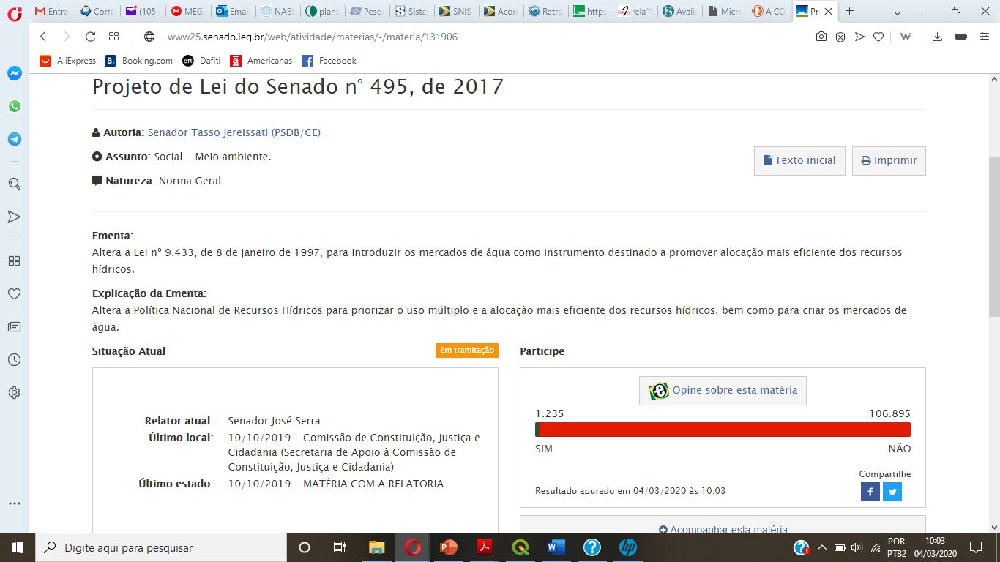 Entra
Corre
(105
MEGA
Email
NABS
plans
Pesq
Siste
SNIS
Acor
Retro
https
rela"
Avali
Micro
A CO
Pr
www25.senado.leg.br/web/atividade/materias/-/materia/131906
AliExpress
Booking.com
Dafiti
Americanas
Facebook
Projeto de Lei do Senado n° 495, de 2017
Autoria: Senador Tasso Jereissati (PSDB/CE)
Assunto: Social - Meio ambiente.
Natureza: Norma Geral
Texto inicial
Imprimir
Ementa:
Altera a Lei nº 9.433, de 8 de janeiro de 1997, para introduzir os mercados de água como instrumento destinado a promover alocação mais eficiente dos recursos
hídricos.
Explicação da Ementa:
Altera a Política Nacional de Recursos Hídricos para priorizar o uso múltiplo e a alocação mais eficiente dos recursos hídricos, bem como para criar os mercados de
água.
Situação Atual
Em tramitação
Relator atual: Senador José Serra
Último local: 10/10/2019 - Comissão de Constituição, Justiça e
Cidadania (Secretaria de Apoio à Comissão de
Constituição, Justiça e Cidadania)
Último estado: 10/10/2019 - MATÉRIA COM A RELATORIA
Participe
Opine sobre esta matéria
1.235 106.895
SIM NÃO
Compartilhe
Resultado apurado em 04/03/2020 às 10:03
Acompanhar esta matéria
Digite aqui para pesquisar
POR
PTB2
10:03
04/03/2020